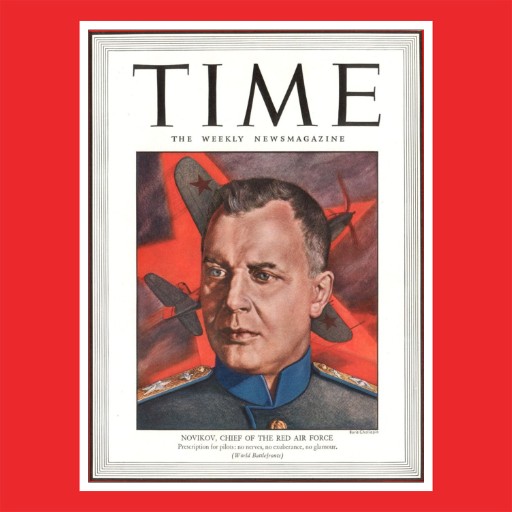 TIME
THE WEEKLY NEWSMAGAZINE
NOVIKOV, CHIEF OF THE RED AIR FORCE
Prescription for pilots: no nerves, no exuberance, no glamour.
(World Battlefronts)